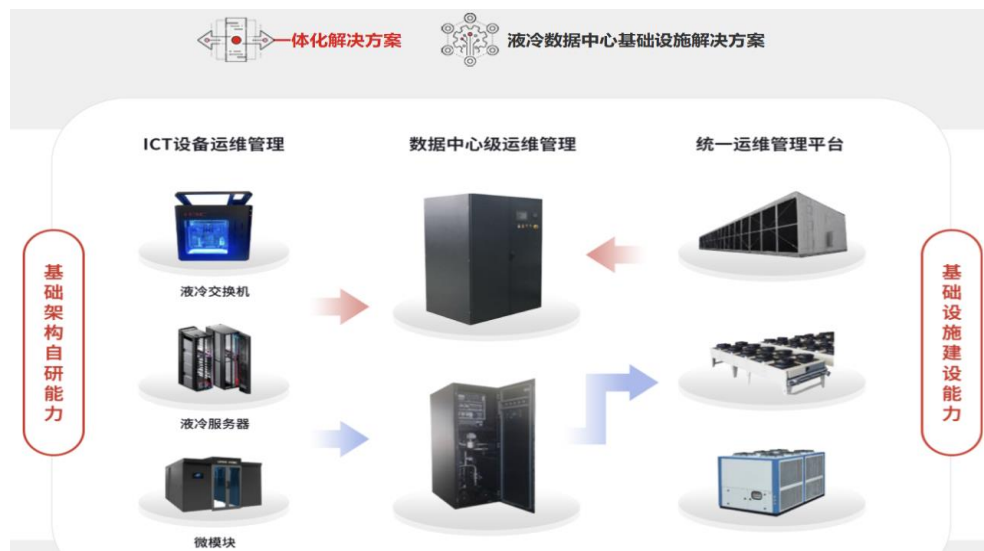 一体化解决方案
液冷数据中心基础设施解决方案
ICT设备运维管理
数据中心级运维管理
统一运维管理平台
基础架构自研能力
液冷交换机
液冷服务器
微模块
基础设施建设能力